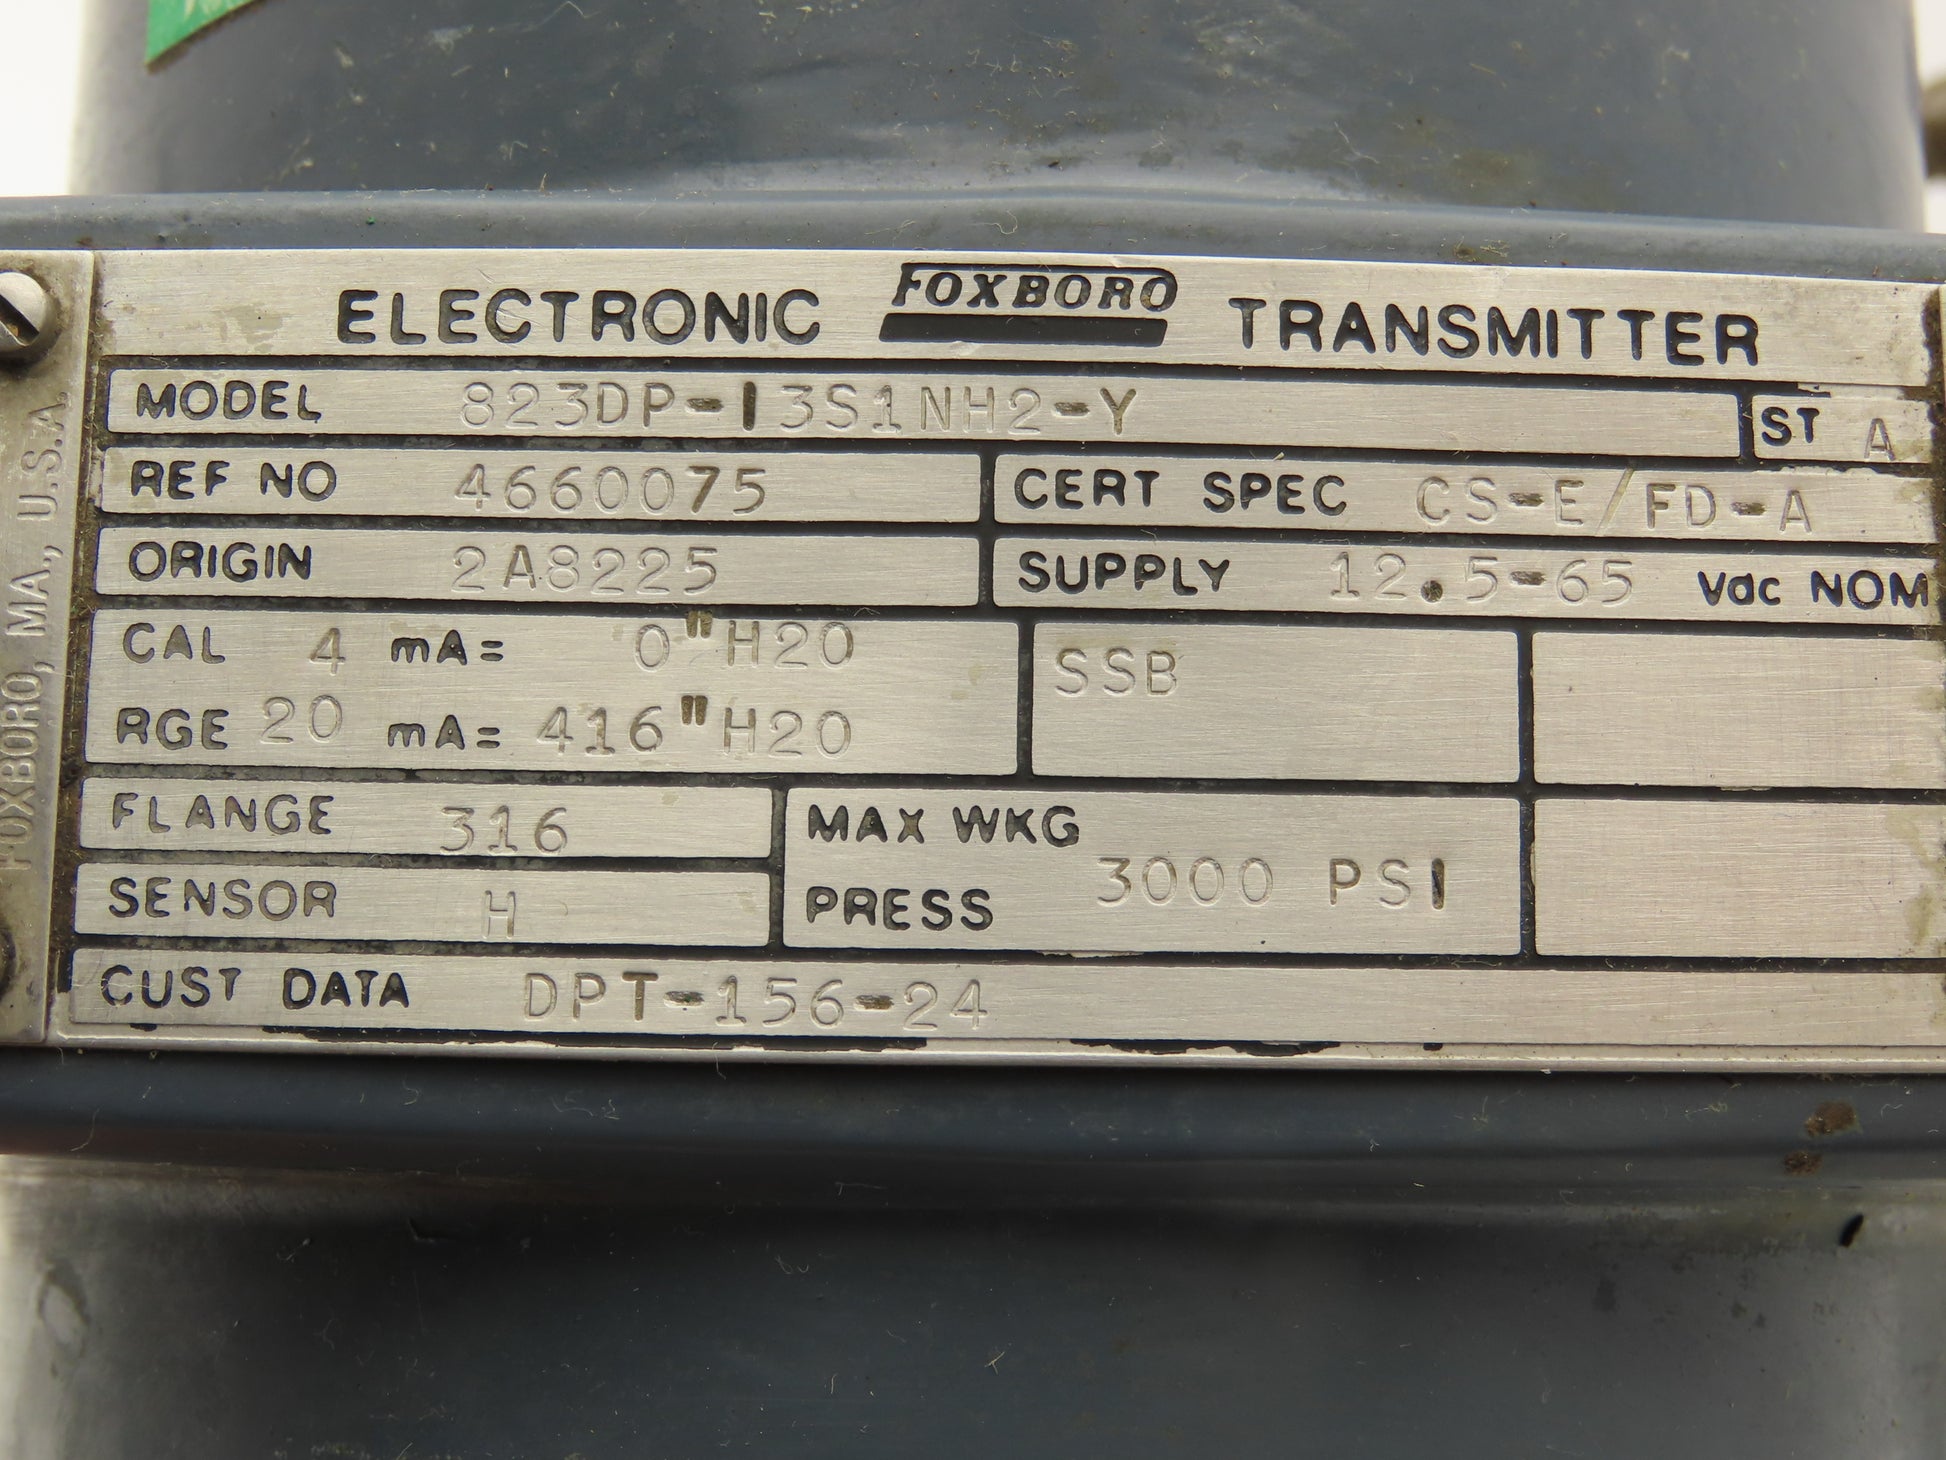 ELECTRONIC FOXBORO TRANSMITTER
MODEL 823DP-I3S1NH2-Y ST A
REF NO 4660075 CERT SPEC CS-E/FD-A
ORIGIN 2A8225 SUPPLY 12.5-65 Vdc NOM
CAL 4 mA= 0"H20 SSB
RGE 20 mA= 416"H20
FLANGE 316 MAX WKG
SENSOR H PRESS 3000 PSI
CUST DATA DPT-156-24
FOXBORO, MA., U.S.A.